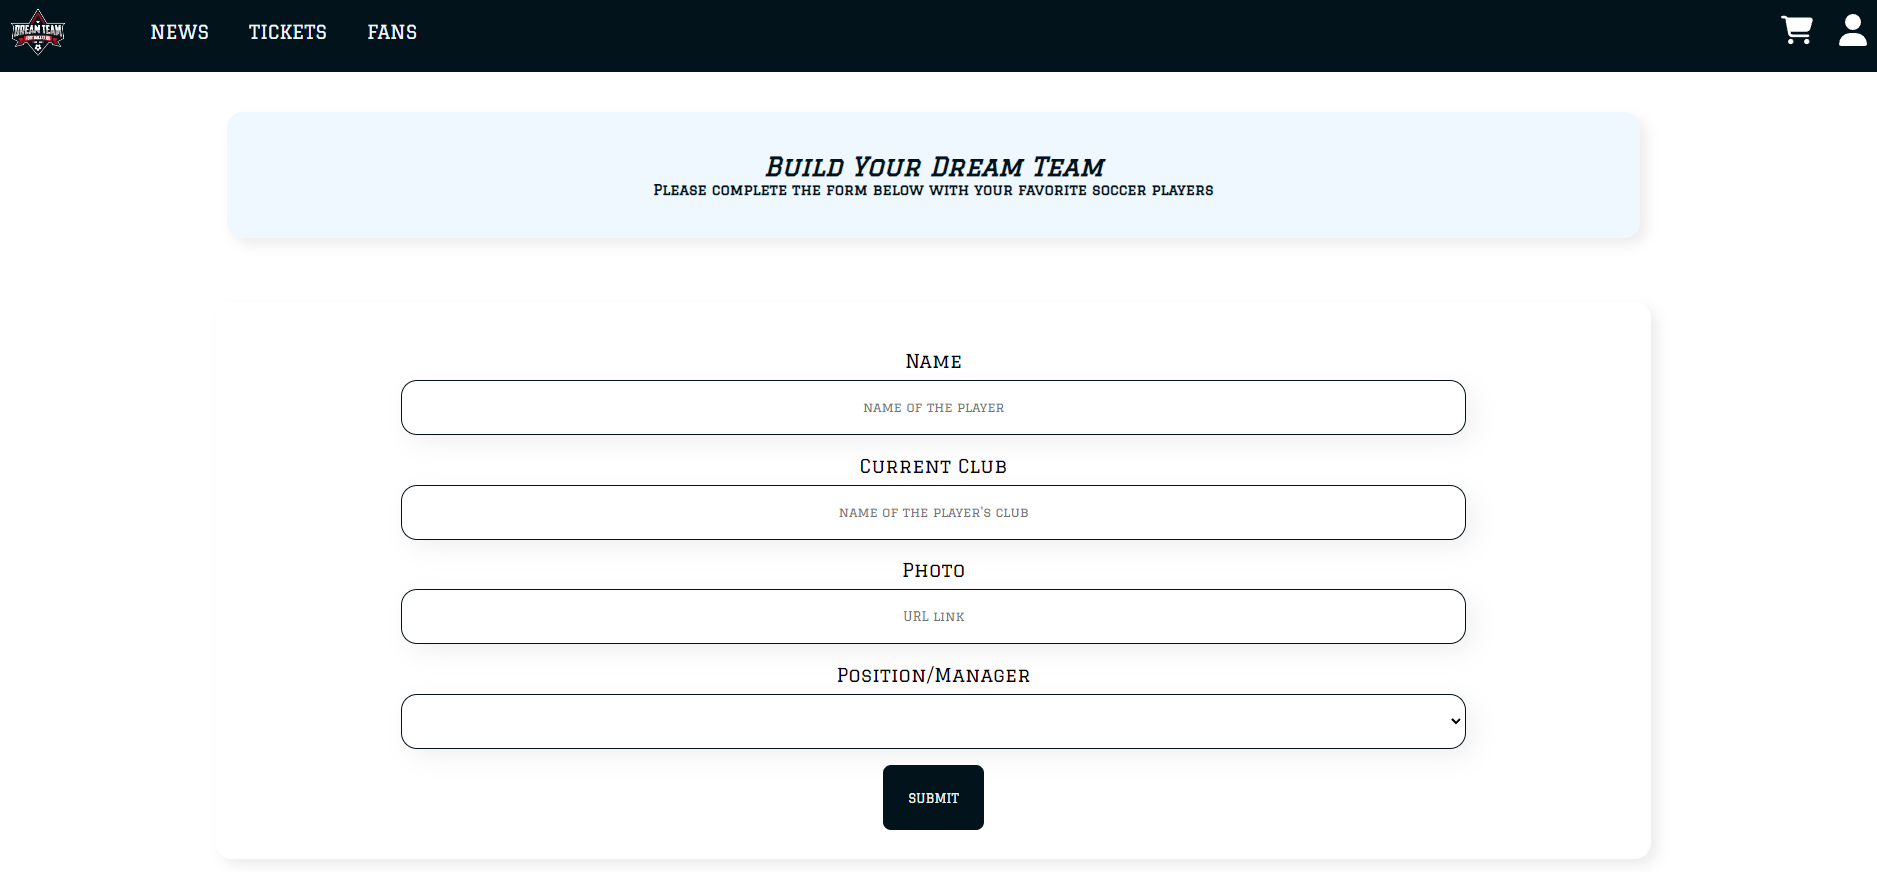 DREAM TEAM
NEWS TICKETS FANS
Build Your Dream Team
Please complete the form below with your favorite soccer players
Name
name of the player
Current Club
name of the player's club
Photo
URL link
Position/Manager
submit